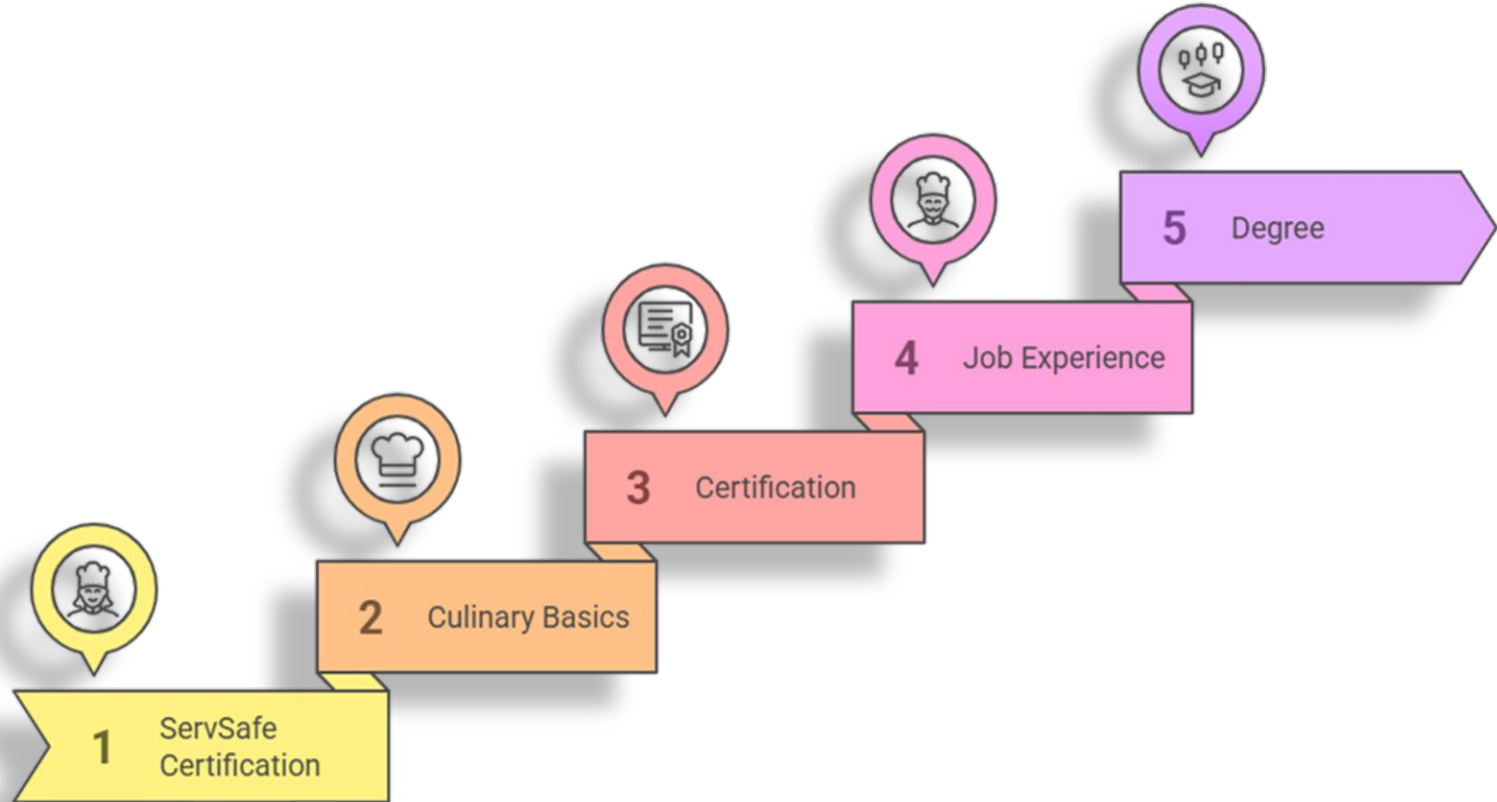 1 ServSafe
Certification
2 Culinary Basics
3 Certification
4 Job Experience
5 Degree